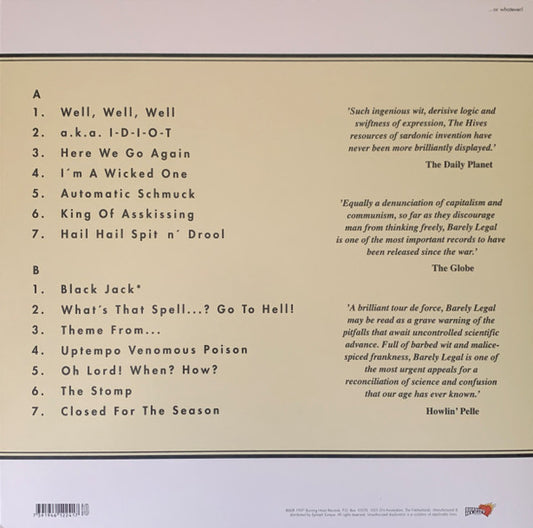 ...or whatever!
A
1. Well, Well, Well
2. a.k.a. I-D-I-O-T
3. Here We Go Again
4. I´m A Wicked One
5. Automatic Schmuck
6. King Of Asskissing
7. Hail Hail Spit n´ Drool
B
1. Black Jack*
2. What´s That Spell...? Go To Hell!
3. Theme From...
4. Uptempo Venomous Poison
5. Oh Lord! When? How?
6. The Stomp
7. Closed For The Season
'Such ingenious wit, derisive logic and
swiftness of expression, The Hives
resources of sardonic invention have
never been more brilliantly displayed.'
The Daily Planet
'Equally a denunciation of capitalism and
communism, so far as they discourage
man from thinking freely, Barely Legal
is one of the most important records to have
been released since the war.'
The Globe
'A brilliant tour de force, Barely Legal
may be read as a grave warning of the
pitfalls that await uncontrolled scientific
advance. Full of barbed wit and malice-
spiced frankness, Barely Legal is one of
the most urgent appeals for a
reconciliation of science and confusion
that our age has ever known.'
Howlin' Pelle